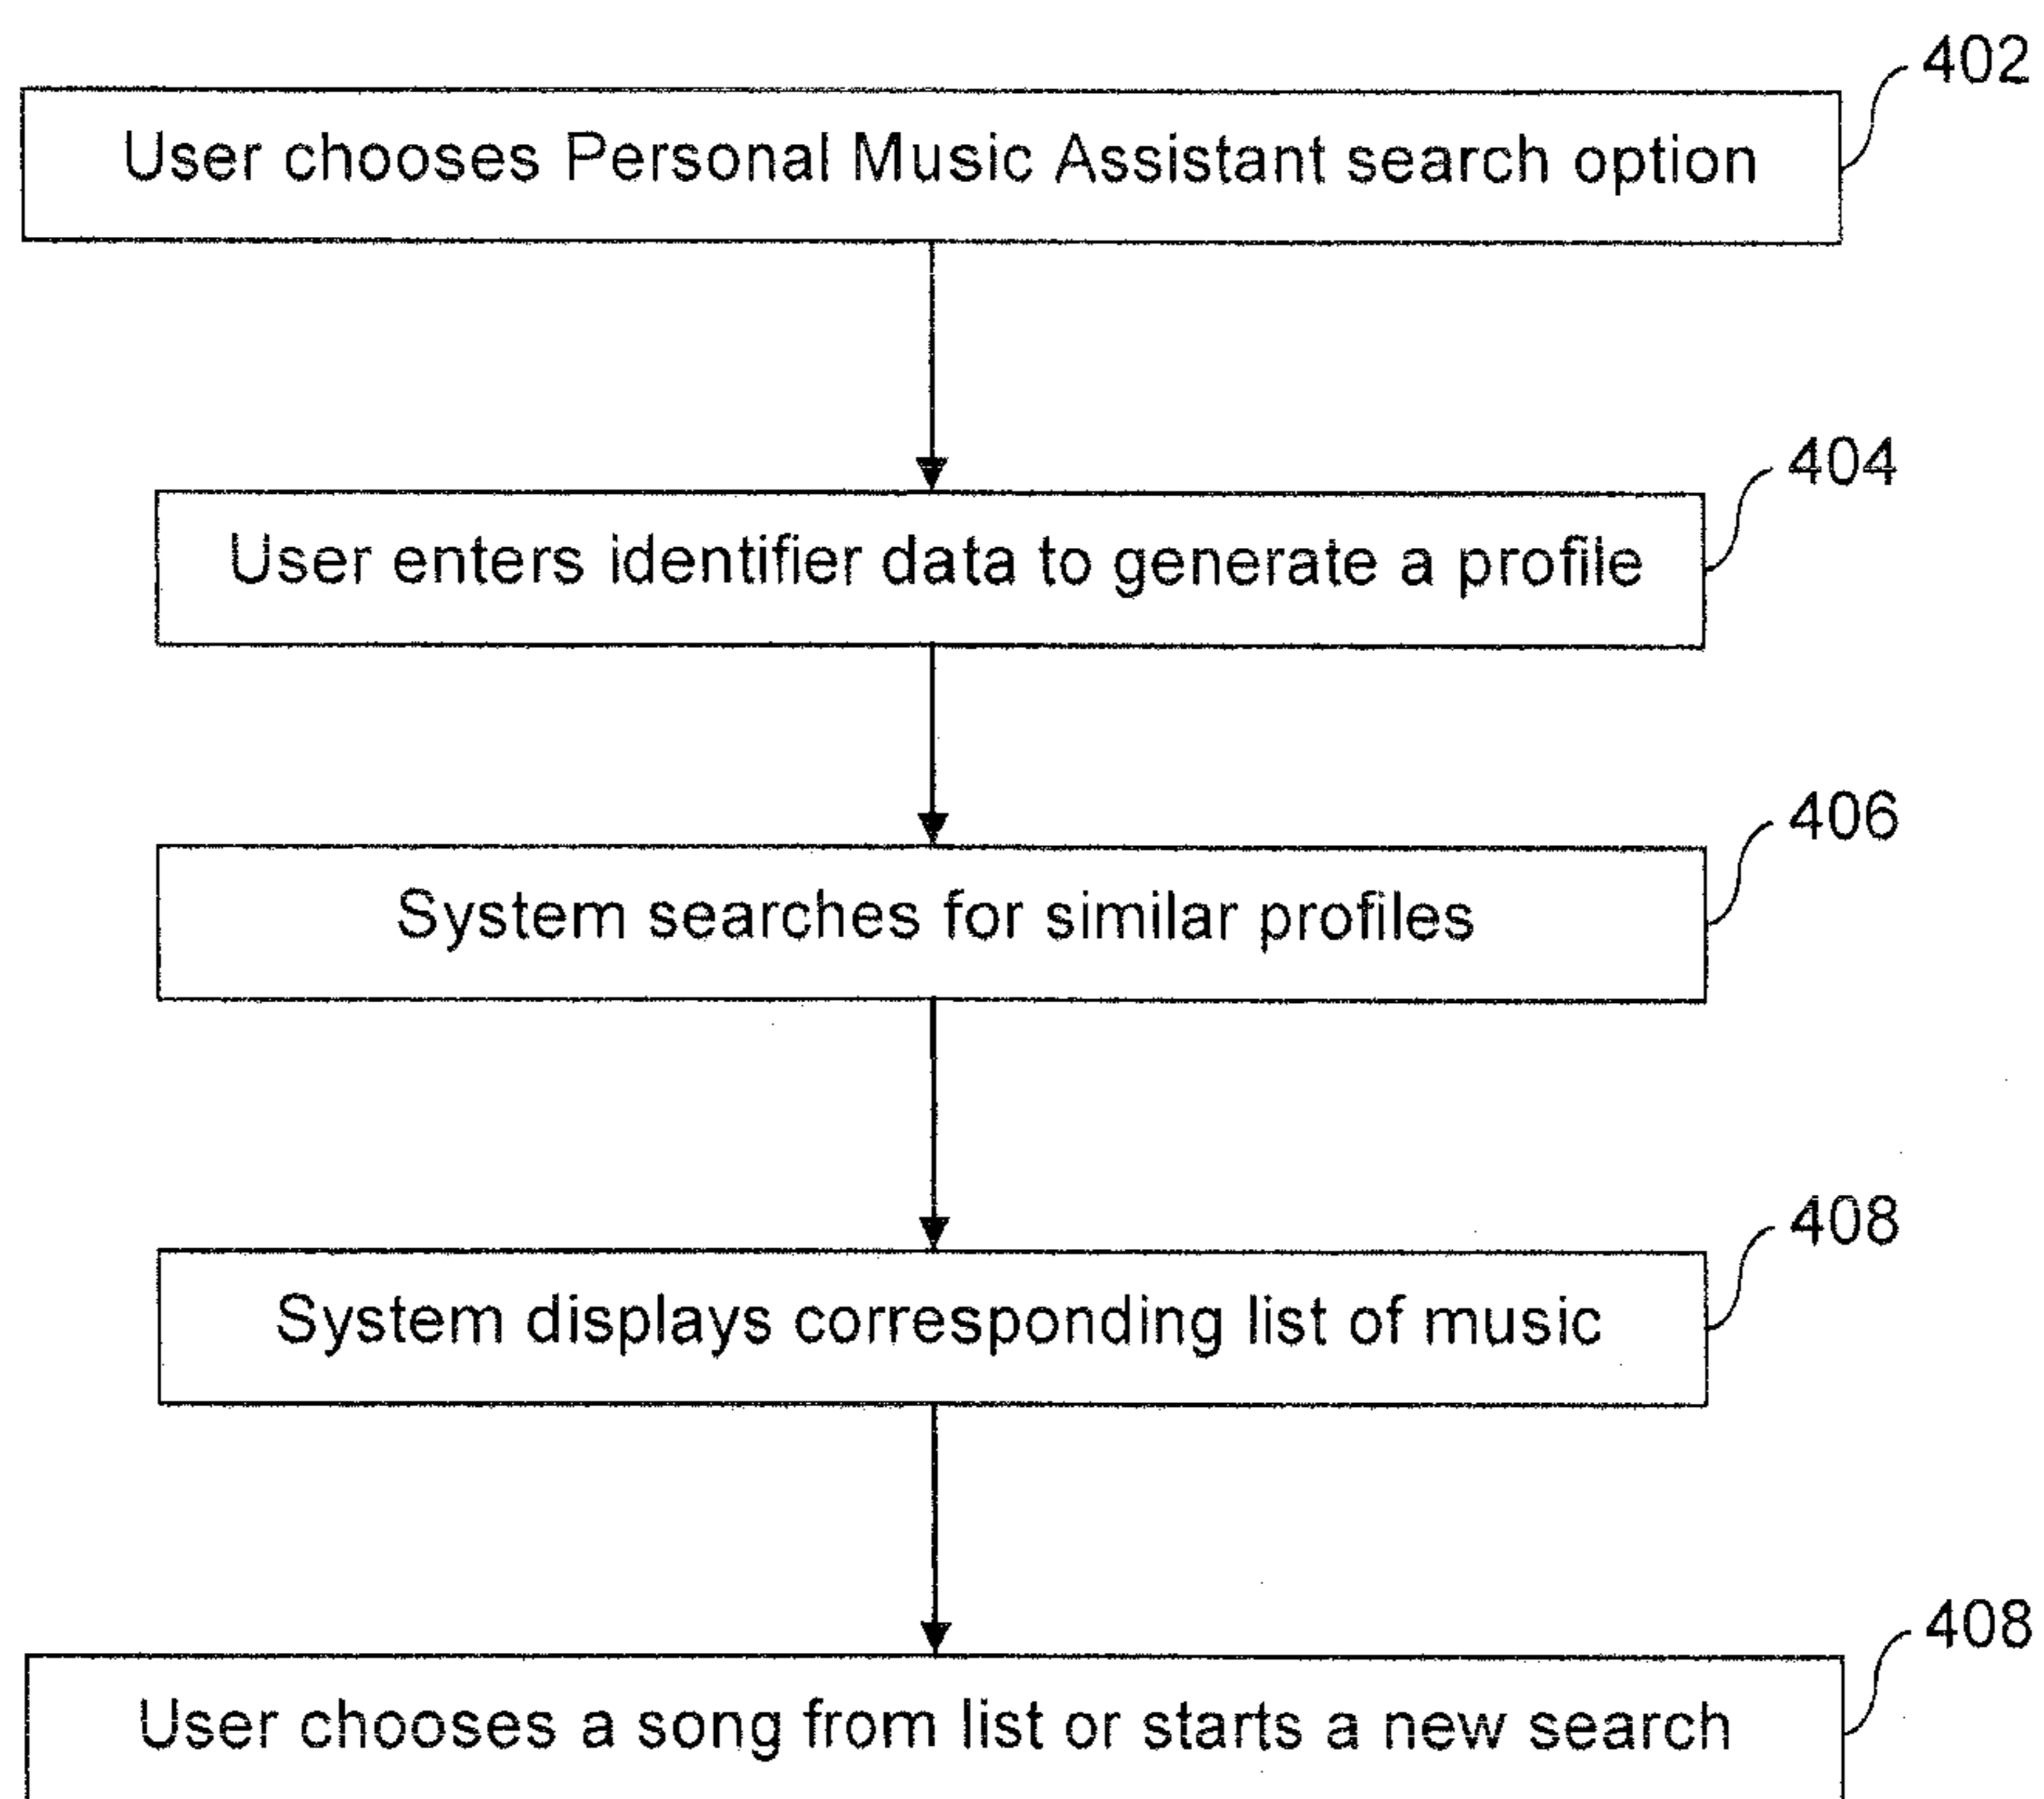 402
User chooses Personal Music Assistant search option
404
User enters identifier data to generate a profile
406
System searches for similar profiles
408
System displays corresponding list of music
408
User chooses a song from list or starts a new search